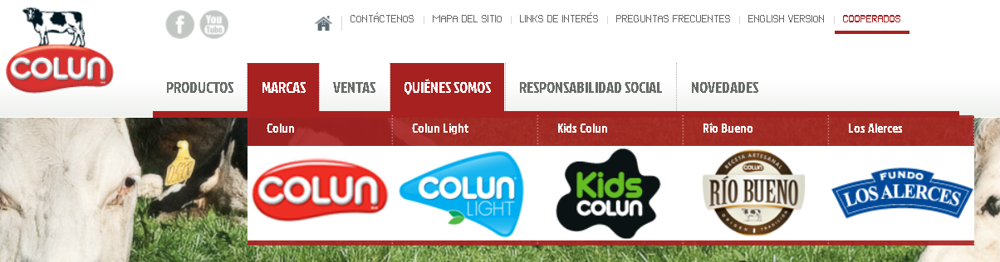 COLUN
f
You
Tube
CONTÁCTENOS
MAPA DEL SITIO
LINKS DE INTERÉS
PREGUNTAS FRECUENTES
ENGLISH VERSION
COOPERADOS
PRODUCTOS
MARCAS
VENTAS
QUIÉNES SOMOS
RESPONSABILIDAD SOCIAL
NOVEDADES
Colun
Colun Light
Kids Colun
Río Bueno
Los Alerces
COLUN
COLUN
LIGHT
Kids
COLUN
RECETA ARTESANAL
COLUN
RÍO BUENO
ORIGEN TRADICIÓN
FUNDO
LOS ALERCES